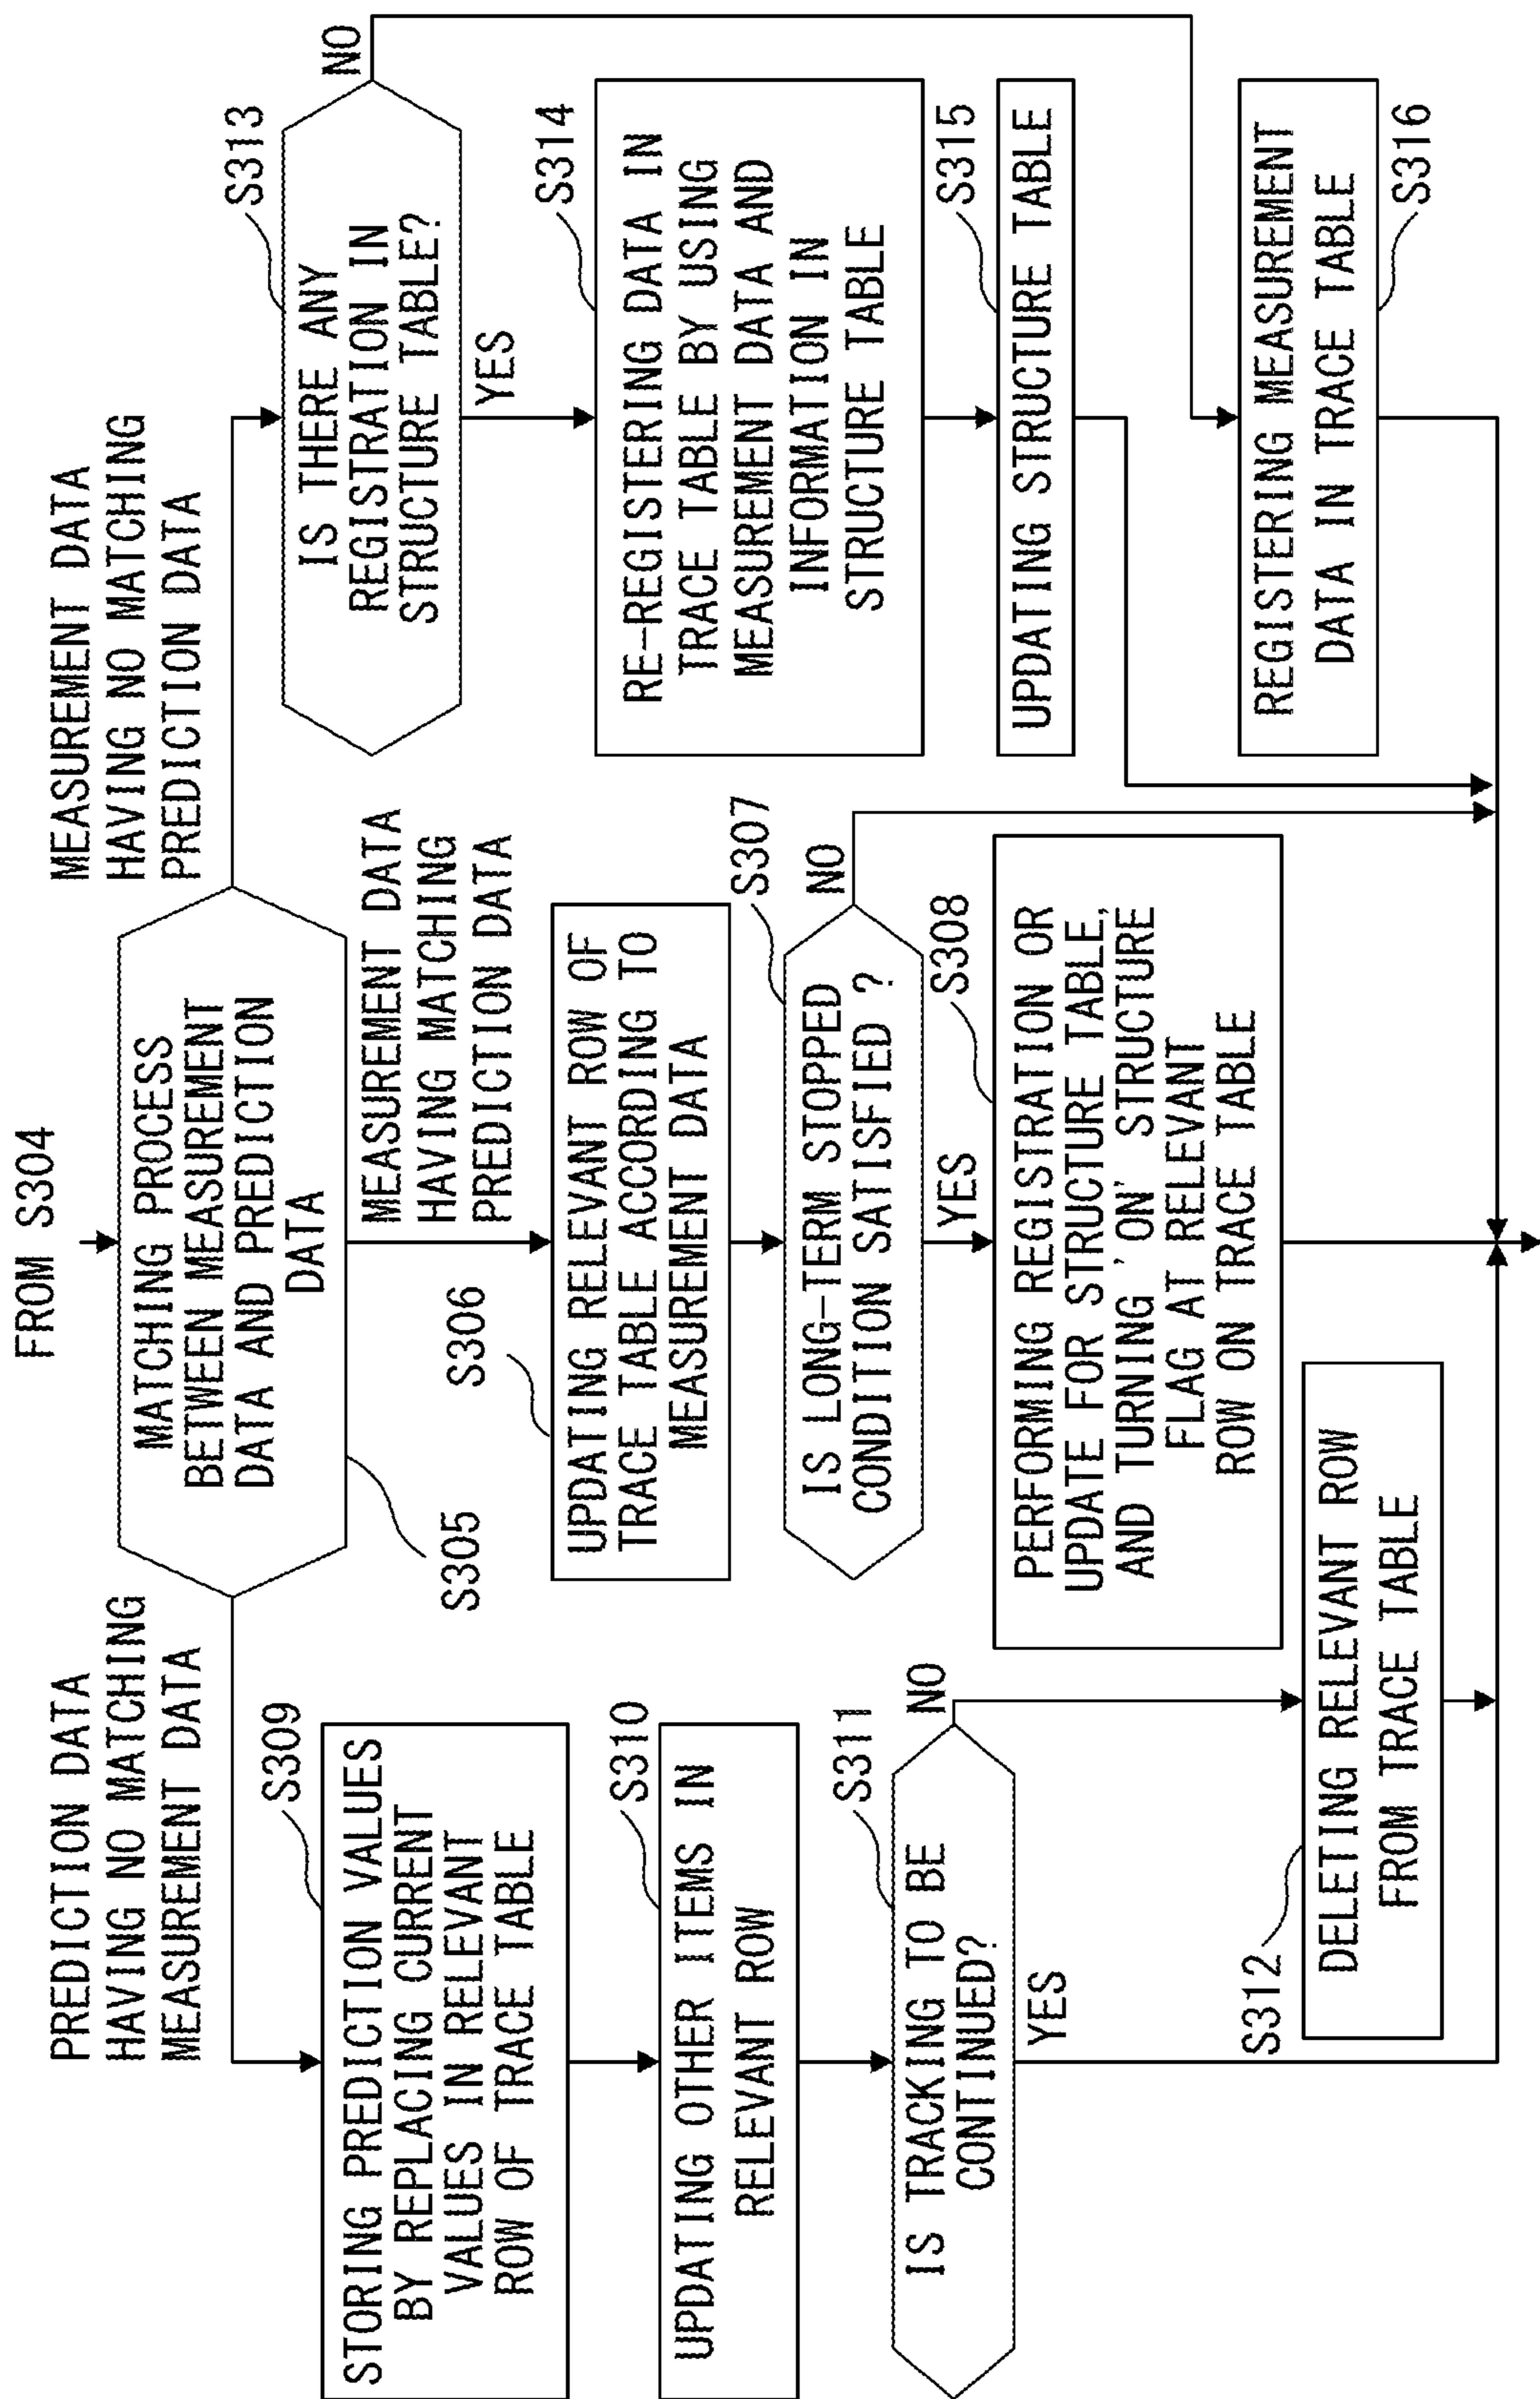 FROM S304
MATCHING PROCESS
BETWEEN MEASUREMENT
DATA AND PREDICTION
DATA
S305
PREDICTION DATA
HAVING NO MATCHING
MEASUREMENT DATA
S309
STORING PREDICTION VALUES
BY REPLACING CURRENT
VALUES IN RELEVANT
ROW OF TRACE TABLE
S310
UPDATING OTHER ITEMS IN
RELEVANT ROW
S311
IS TRACKING TO BE
CONTINUED?
NO
YES
S312
DELETING RELEVANT ROW
FROM TRACE TABLE
MEASUREMENT DATA
HAVING MATCHING
PREDICTION DATA
S306
UPDATING RELEVANT ROW OF
TRACE TABLE ACCORDING TO
MEASUREMENT DATA
S307
IS LONG-TERM STOPPED
CONDITION SATISFIED ?
NO
YES
S308
PERFORMING REGISTRATION OR
UPDATE FOR STRUCTURE TABLE,
AND TURNING 'ON' STRUCTURE
FLAG AT RELEVANT
ROW ON TRACE TABLE
MEASUREMENT DATA
HAVING NO MATCHING
PREDICTION DATA
S313
IS THERE ANY
REGISTRATION IN
STRUCTURE TABLE?
NO
YES
S314
RE-REGISTERING DATA IN
TRACE TABLE BY USING
MEASUREMENT DATA AND
INFORMATION IN
STRUCTURE TABLE
S315
UPDATING STRUCTURE TABLE
REGISTERING MEASUREMENT
DATA IN TRACE TABLE
S316